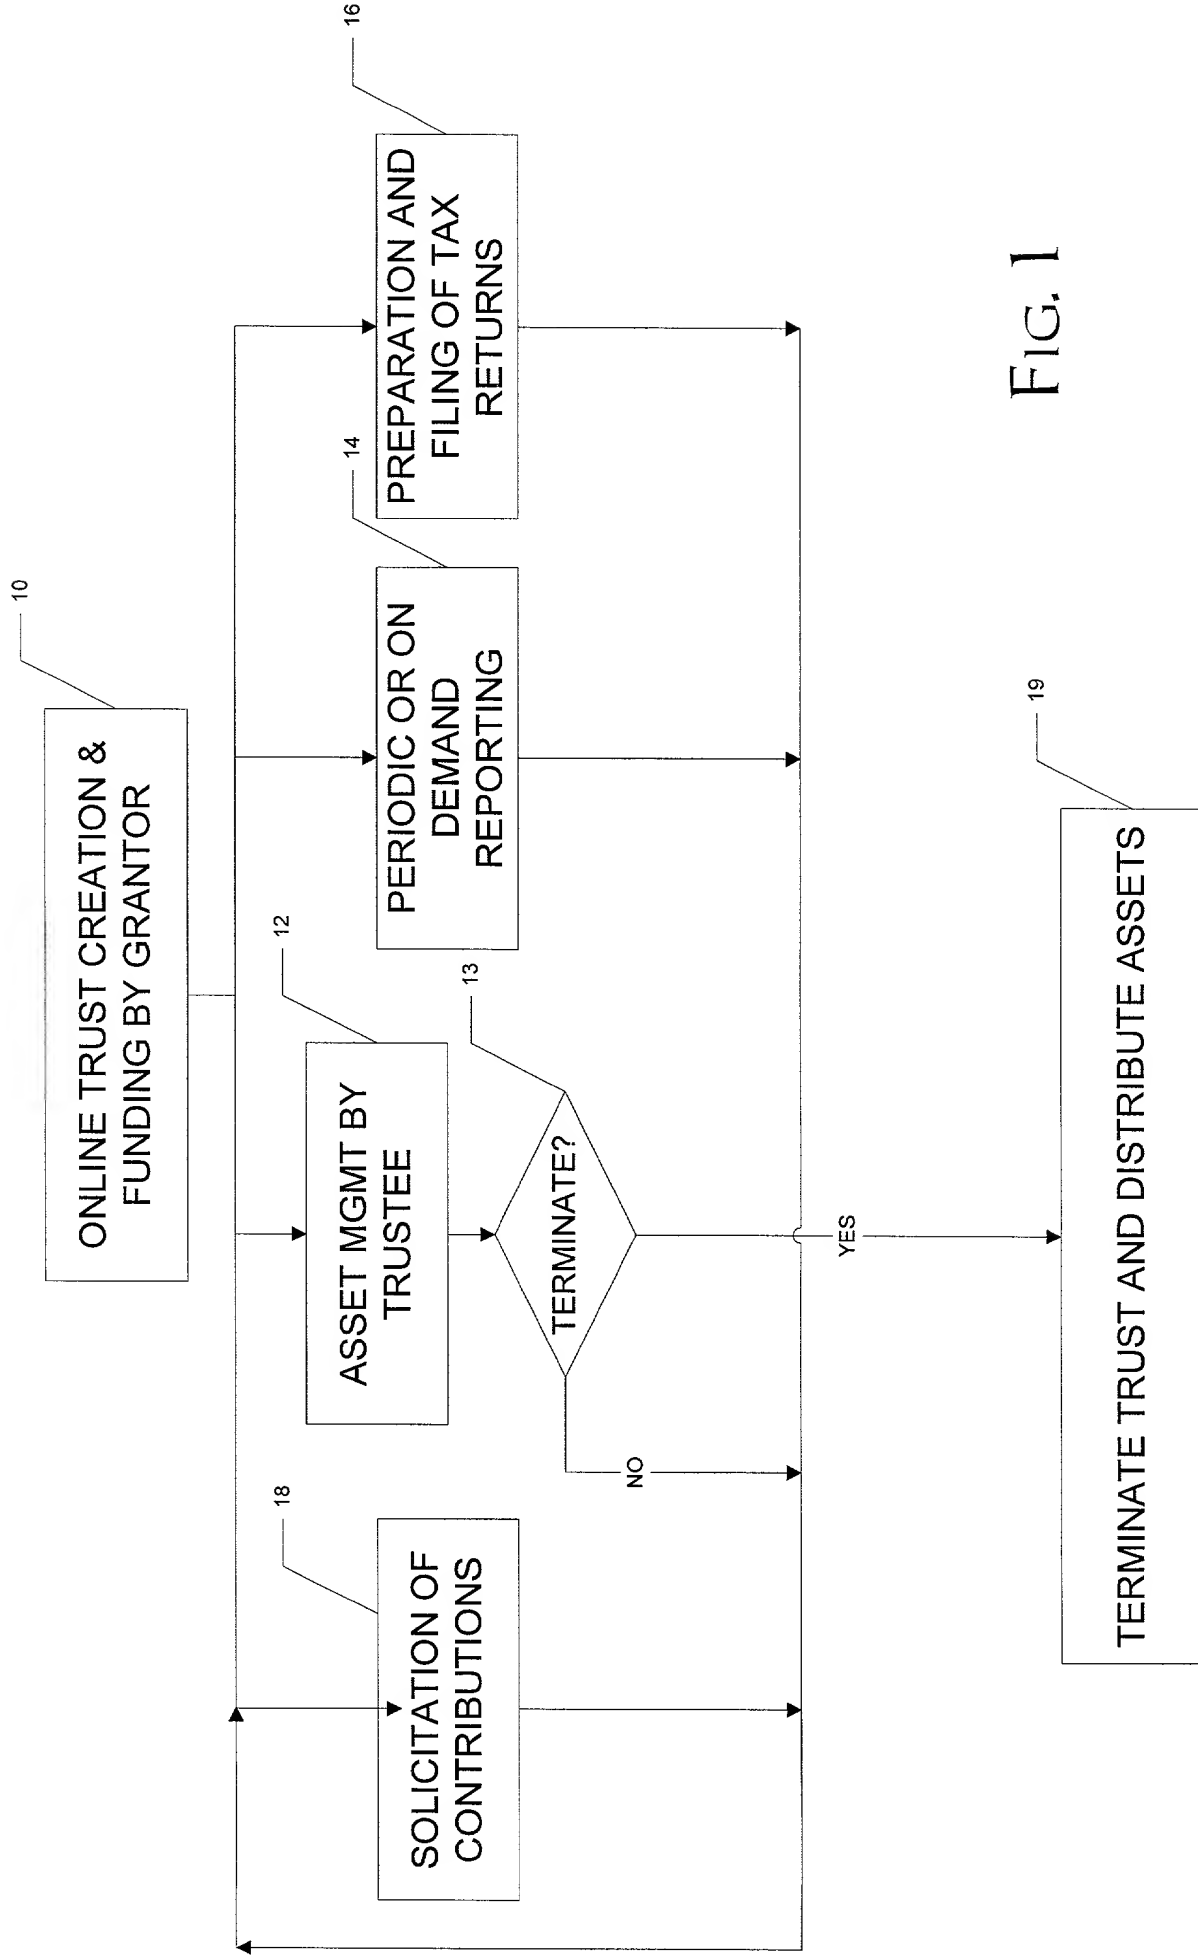 10
ONLINE TRUST CREATION &
FUNDING BY GRANTOR
18
SOLICITATION OF
CONTRIBUTIONS
12
ASSET MGMT BY
TRUSTEE
13
TERMINATE?
NO
YES
14
PERIODIC OR ON
DEMAND
REPORTING
16
PREPARATION AND
FILING OF TAX
RETURNS
19
TERMINATE TRUST AND DISTRIBUTE ASSETS
FIG. 1